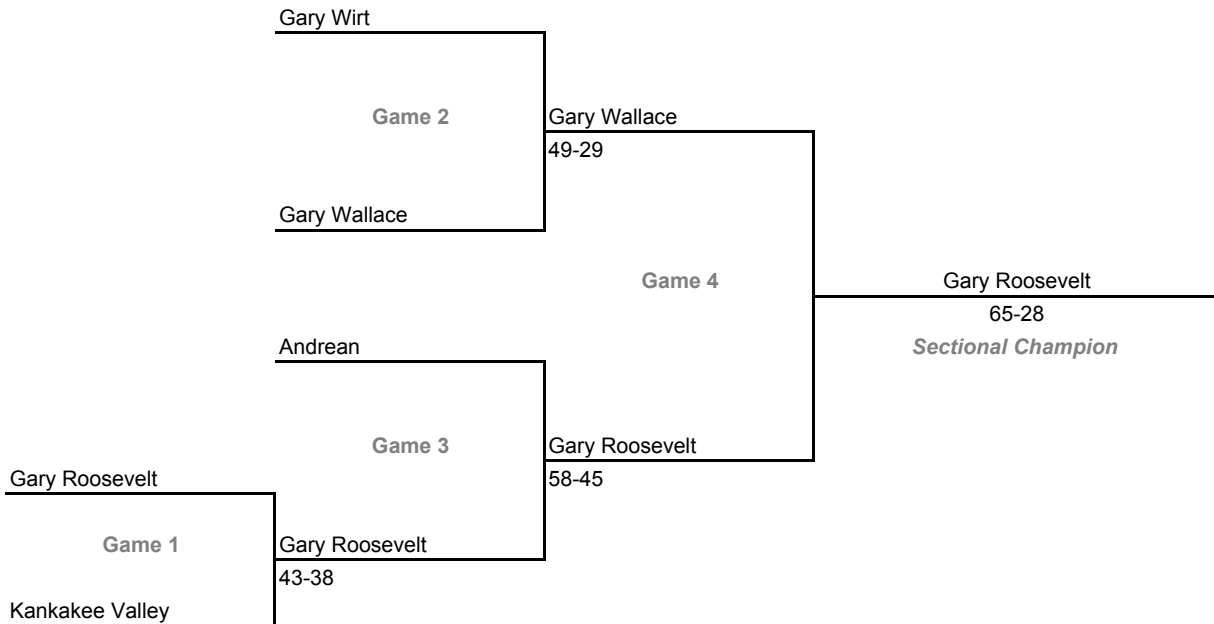 Gary Wirt
Game 2
Gary Wallace
49-29
Gary Wallace
Game 4
Gary Roosevelt
65-28
Sectional Champion
Andrean
Game 3
Gary Roosevelt
58-45
Gary Roosevelt
Game 1
Gary Roosevelt
43-38
Kankakee Valley